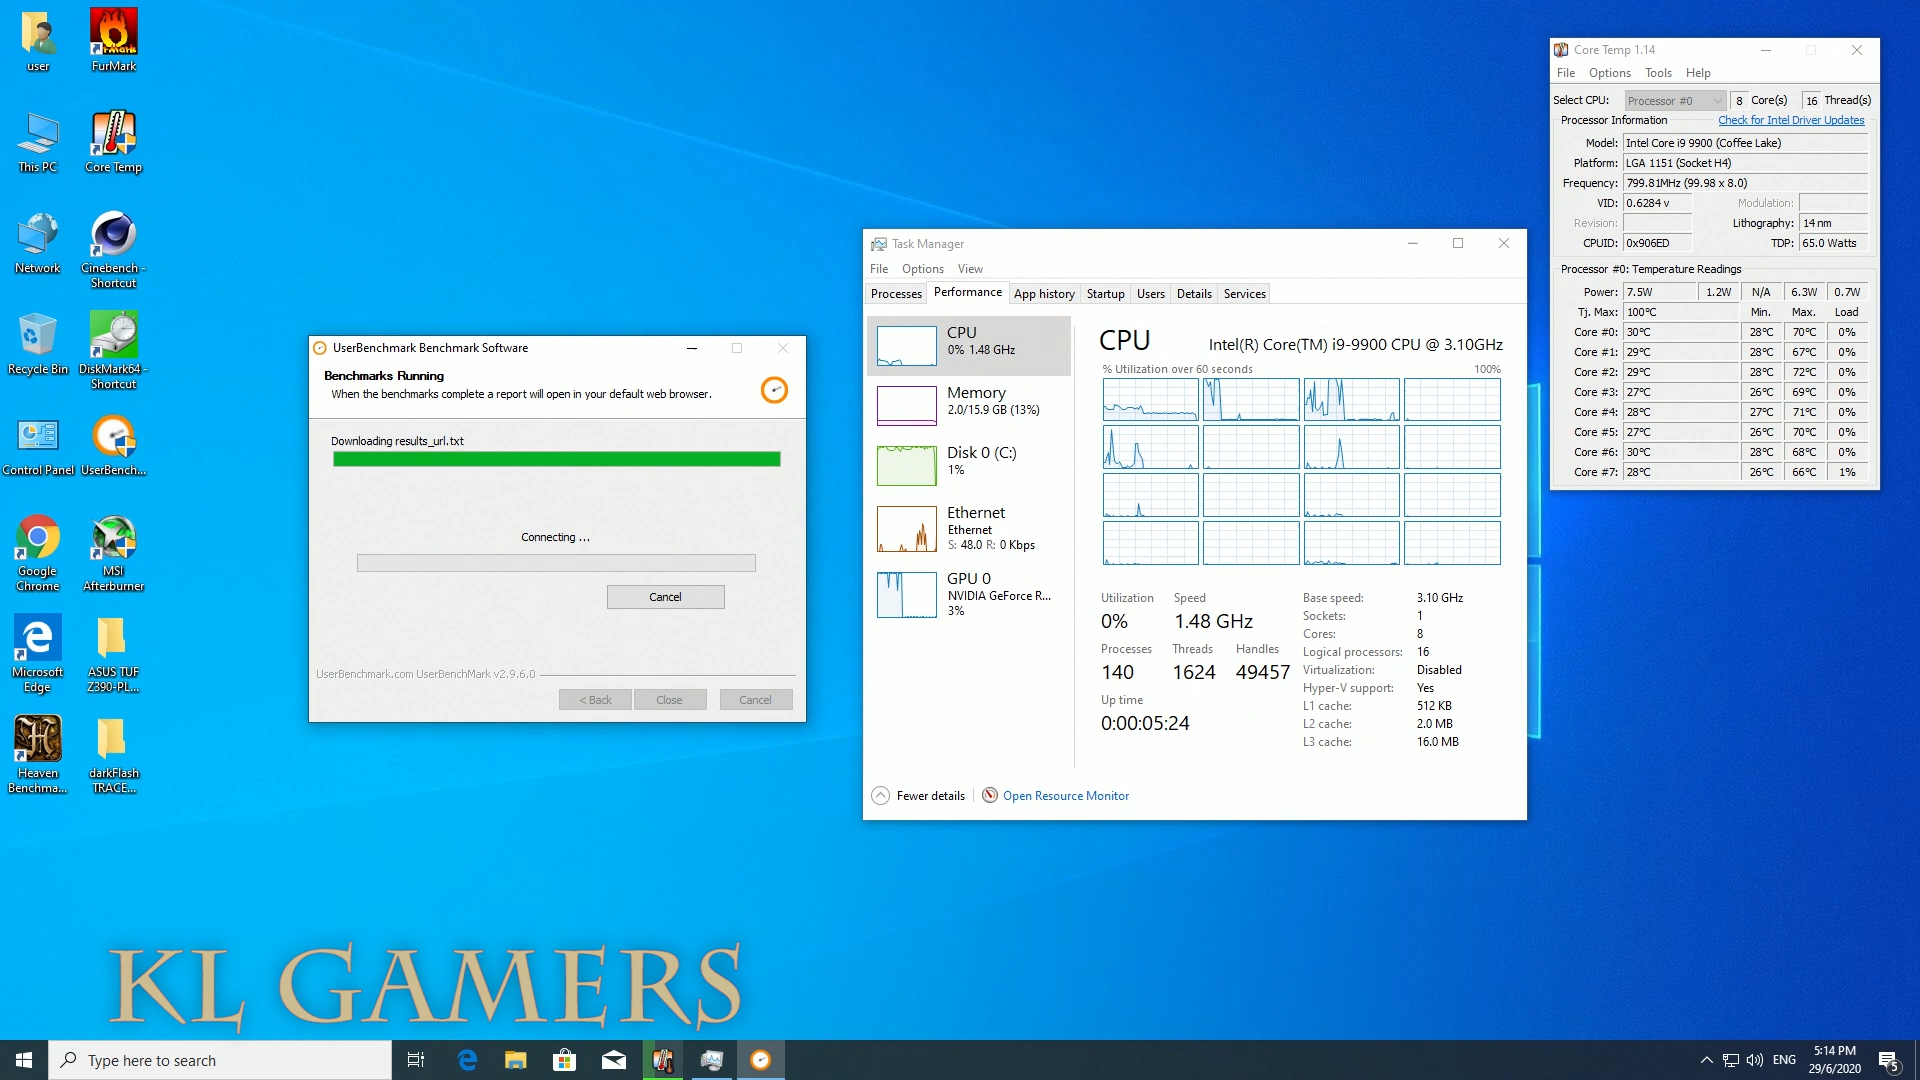 user
FurMark
This PC
Core Temp
Network
Cinebench -
Shortcut
Recycle Bin
DiskMark64 -
Shortcut
Control Panel
UserBench...
Google
Chrome
MSI
Afterburner
Microsoft
Edge
ASUS TUF
Z390-PL...
Heaven
Benchma...
darkFlash
TRACE...
UserBenchmark Benchmark Software
Benchmarks Running
When the benchmarks complete a report will open in your default web browser.
Downloading results_url.txt
Connecting ...
Cancel
UserBenchmark.com UserBenchMark v2.9.6.0
< Back Close Cancel
Task Manager
File Options View
Processes Performance App history Startup Users Details Services
CPU
0% 1.48 GHz
Memory
2.0/15.9 GB (13%)
Disk 0 (C:)
1%
Ethernet
Ethernet
S: 48.0 R: 0 Kbps
GPU 0
NVIDIA GeForce R...
3%
CPU Intel(R) Core(TM) i9-9900 CPU @ 3.10GHz
% Utilization over 60 seconds 100%
Utilization Speed
0% 1.48 GHz
Processes Threads Handles
140 1624 49457
Up time
0:00:05:24
Base speed: 3.10 GHz
Sockets: 1
Cores: 8
Logical processors: 16
Virtualization: Disabled
Hyper-V support: Yes
L1 cache: 512 KB
L2 cache: 2.0 MB
L3 cache: 16.0 MB
Fewer details Open Resource Monitor
Core Temp 1.14
File Options Tools Help
Select CPU: Processor #0 8 Core(s) 16 Thread(s)
Processor Information Check for Intel Driver Updates
Model: Intel Core i9 9900 (Coffee Lake)
Platform: LGA 1151 (Socket H4)
Frequency: 799.81MHz (99.98 x 8.0)
VID: 0.6284 v Modulation:
Revision: Lithography: 14 nm
CPUID: 0x906ED TDP: 65.0 Watts
Processor #0: Temperature Readings
Power: 7.5W 1.2W N/A 6.3W 0.7W
Tj. Max: 100°C Min. Max. Load
Core #0: 30°C 28°C 70°C 0%
Core #1: 29°C 28°C 67°C 0%
Core #2: 29°C 28°C 72°C 0%
Core #3: 27°C 26°C 69°C 0%
Core #4: 28°C 27°C 71°C 0%
Core #5: 27°C 26°C 70°C 0%
Core #6: 30°C 28°C 68°C 0%
Core #7: 28°C 26°C 66°C 1%
KL GAMERS
Type here to search
ENG
5:14 PM
29/6/2020
5